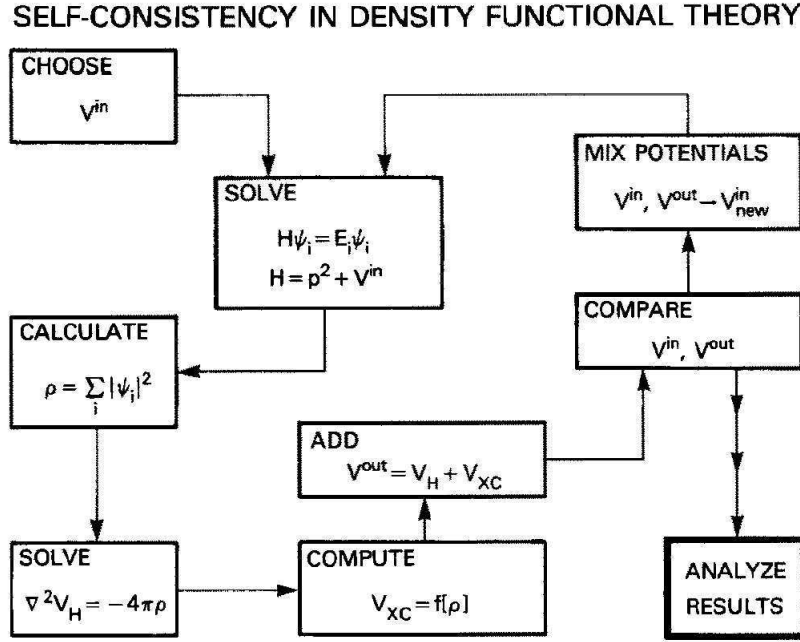 SELF-CONSISTENCY IN DENSITY FUNCTIONAL THEORY
CHOOSE
V^in
SOLVE
Hψ_i = E_iψ_i
H = p^2 + V^in
CALCULATE
ρ = ∑_i |ψ_i|^2
SOLVE
∇^2V_H = −4πρ
COMPUTE
V_XC = f[ρ]
ADD
V^out = V_H + V_XC
COMPARE
V^in, V^out
MIX POTENTIALS
V^in, V^out → V^in_new
ANALYZE
RESULTS